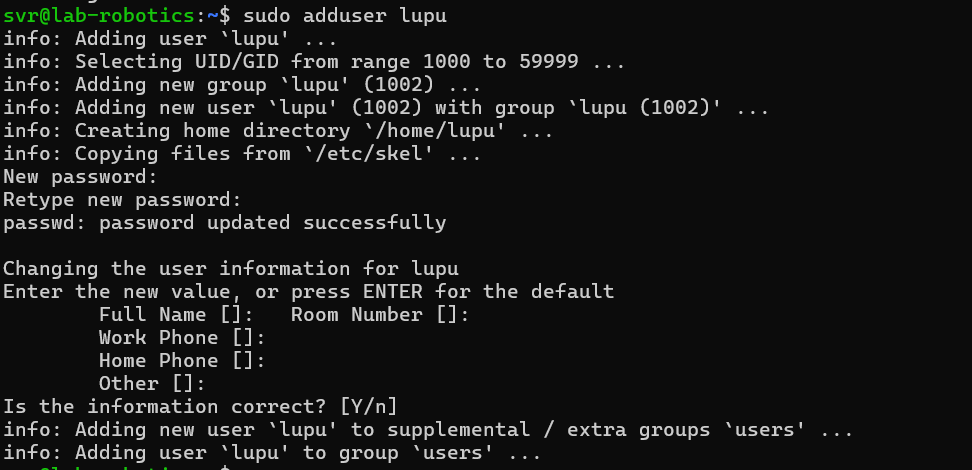 svr@lab-robotics:~$ sudo adduser lupu
info: Adding user `lupu' ...
info: Selecting UID/GID from range 1000 to 59999 ...
info: Adding new group `lupu' (1002) ...
info: Adding new user `lupu' (1002) with group `lupu (1002)' ...
info: Creating home directory `/home/lupu' ...
info: Copying files from `/etc/skel' ...
New password:
Retype new password:
passwd: password updated successfully
Changing the user information for lupu
Enter the new value, or press ENTER for the default
Full Name []:   Room Number []:
Work Phone []:
Home Phone []:
Other []:
Is the information correct? [Y/n]
info: Adding new user `lupu' to supplemental / extra groups `users' ...
info: Adding user `lupu' to group `users' ...